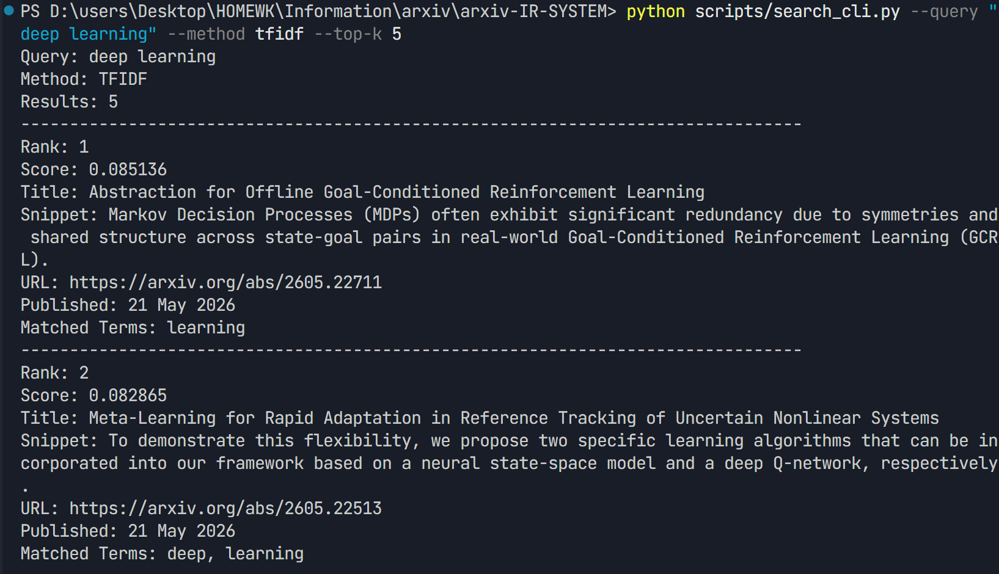 PS D:\users\Desktop\HOMEWK\Information\arxiv\arxiv-IR-SYSTEM> python scripts/search_cli.py --query "
deep learning" --method tfidf --top-k 5
Query: deep learning
Method: TFIDF
Results: 5
--------------------------------------------------------------------------------
Rank: 1
Score: 0.085136
Title: Abstraction for Offline Goal-Conditioned Reinforcement Learning
Snippet: Markov Decision Processes (MDPs) often exhibit significant redundancy due to symmetries and
 shared structure across state-goal pairs in real-world Goal-Conditioned Reinforcement Learning (GCR
L).
URL: https://arxiv.org/abs/2605.22711
Published: 21 May 2026
Matched Terms: learning
--------------------------------------------------------------------------------
Rank: 2
Score: 0.082865
Title: Meta-Learning for Rapid Adaptation in Reference Tracking of Uncertain Nonlinear Systems
Snippet: To demonstrate this flexibility, we propose two specific learning algorithms that can be in
corporated into our framework based on a neural state-space model and a deep Q-network, respectively
.
URL: https://arxiv.org/abs/2605.22513
Published: 21 May 2026
Matched Terms: deep, learning